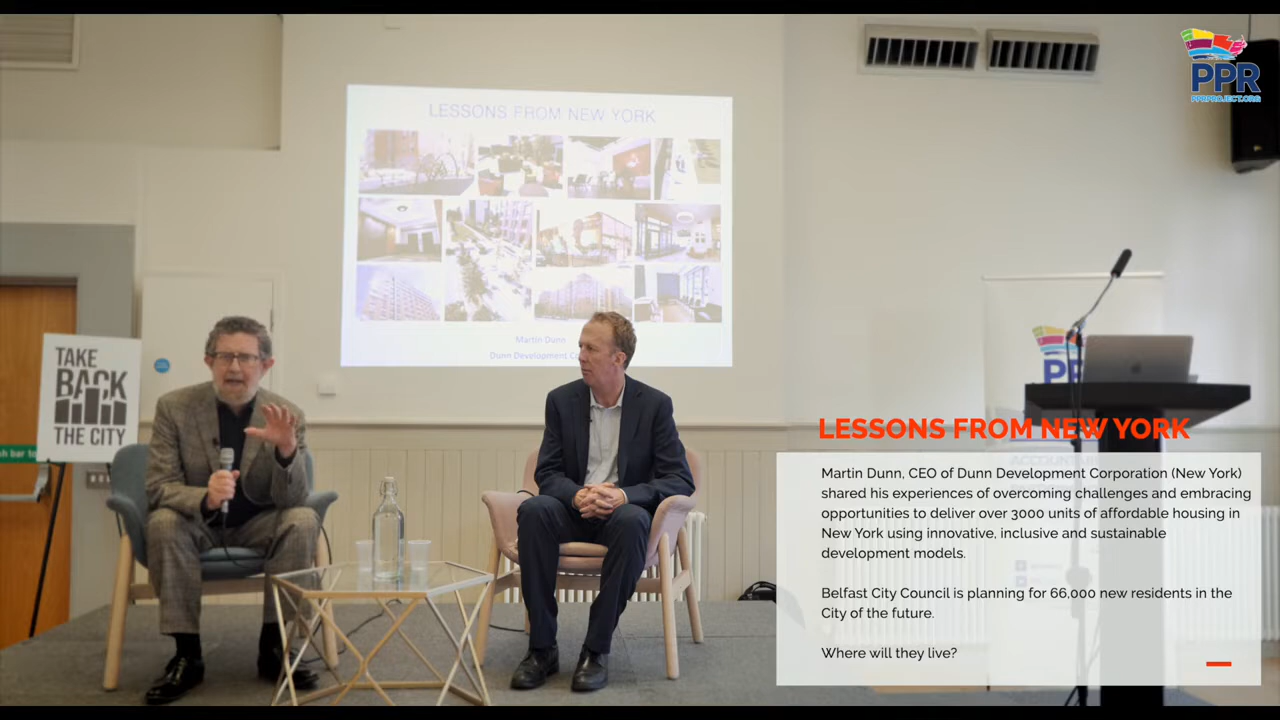 PPR
PPRPROJECT.ORG
LESSONS FROM NEW YORK
Martin Dunn
Dunn Development
TAKE
BACK
THE CITY
PPR
LESSONS FROM NEW YORK
Martin Dunn, CEO of Dunn Development Corporation (New York)
shared his experiences of overcoming challenges and embracing
opportunities to deliver over 3000 units of affordable housing in
New York using innovative, inclusive and sustainable
development models.
Belfast City Council is planning for 66,000 new residents in the
City of the future.
Where will they live?